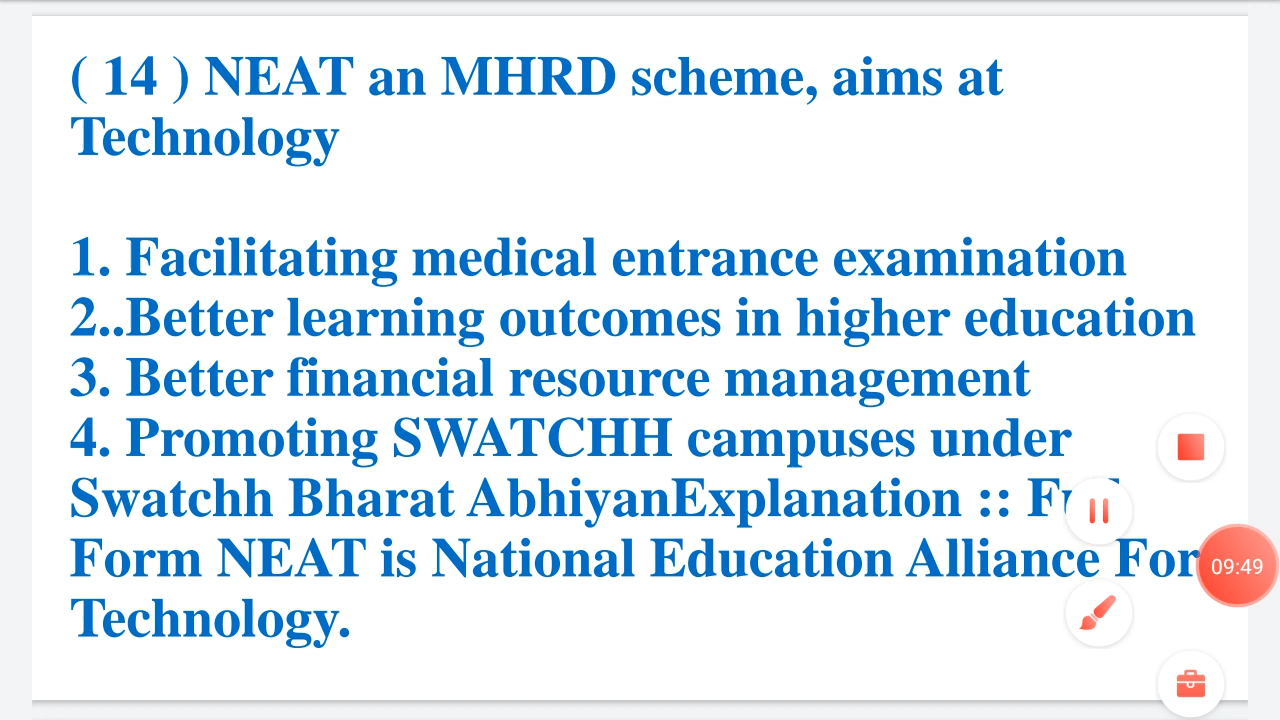 ( 14 ) NEAT an MHRD scheme, aims at
Technology
1. Facilitating medical entrance examination
2..Better learning outcomes in higher education
3. Better financial resource management
4. Promoting SWATCHH campuses under
Swatchh Bharat AbhiyanExplanation ::
Form NEAT is National Education Alliance For
Technology.
09:49